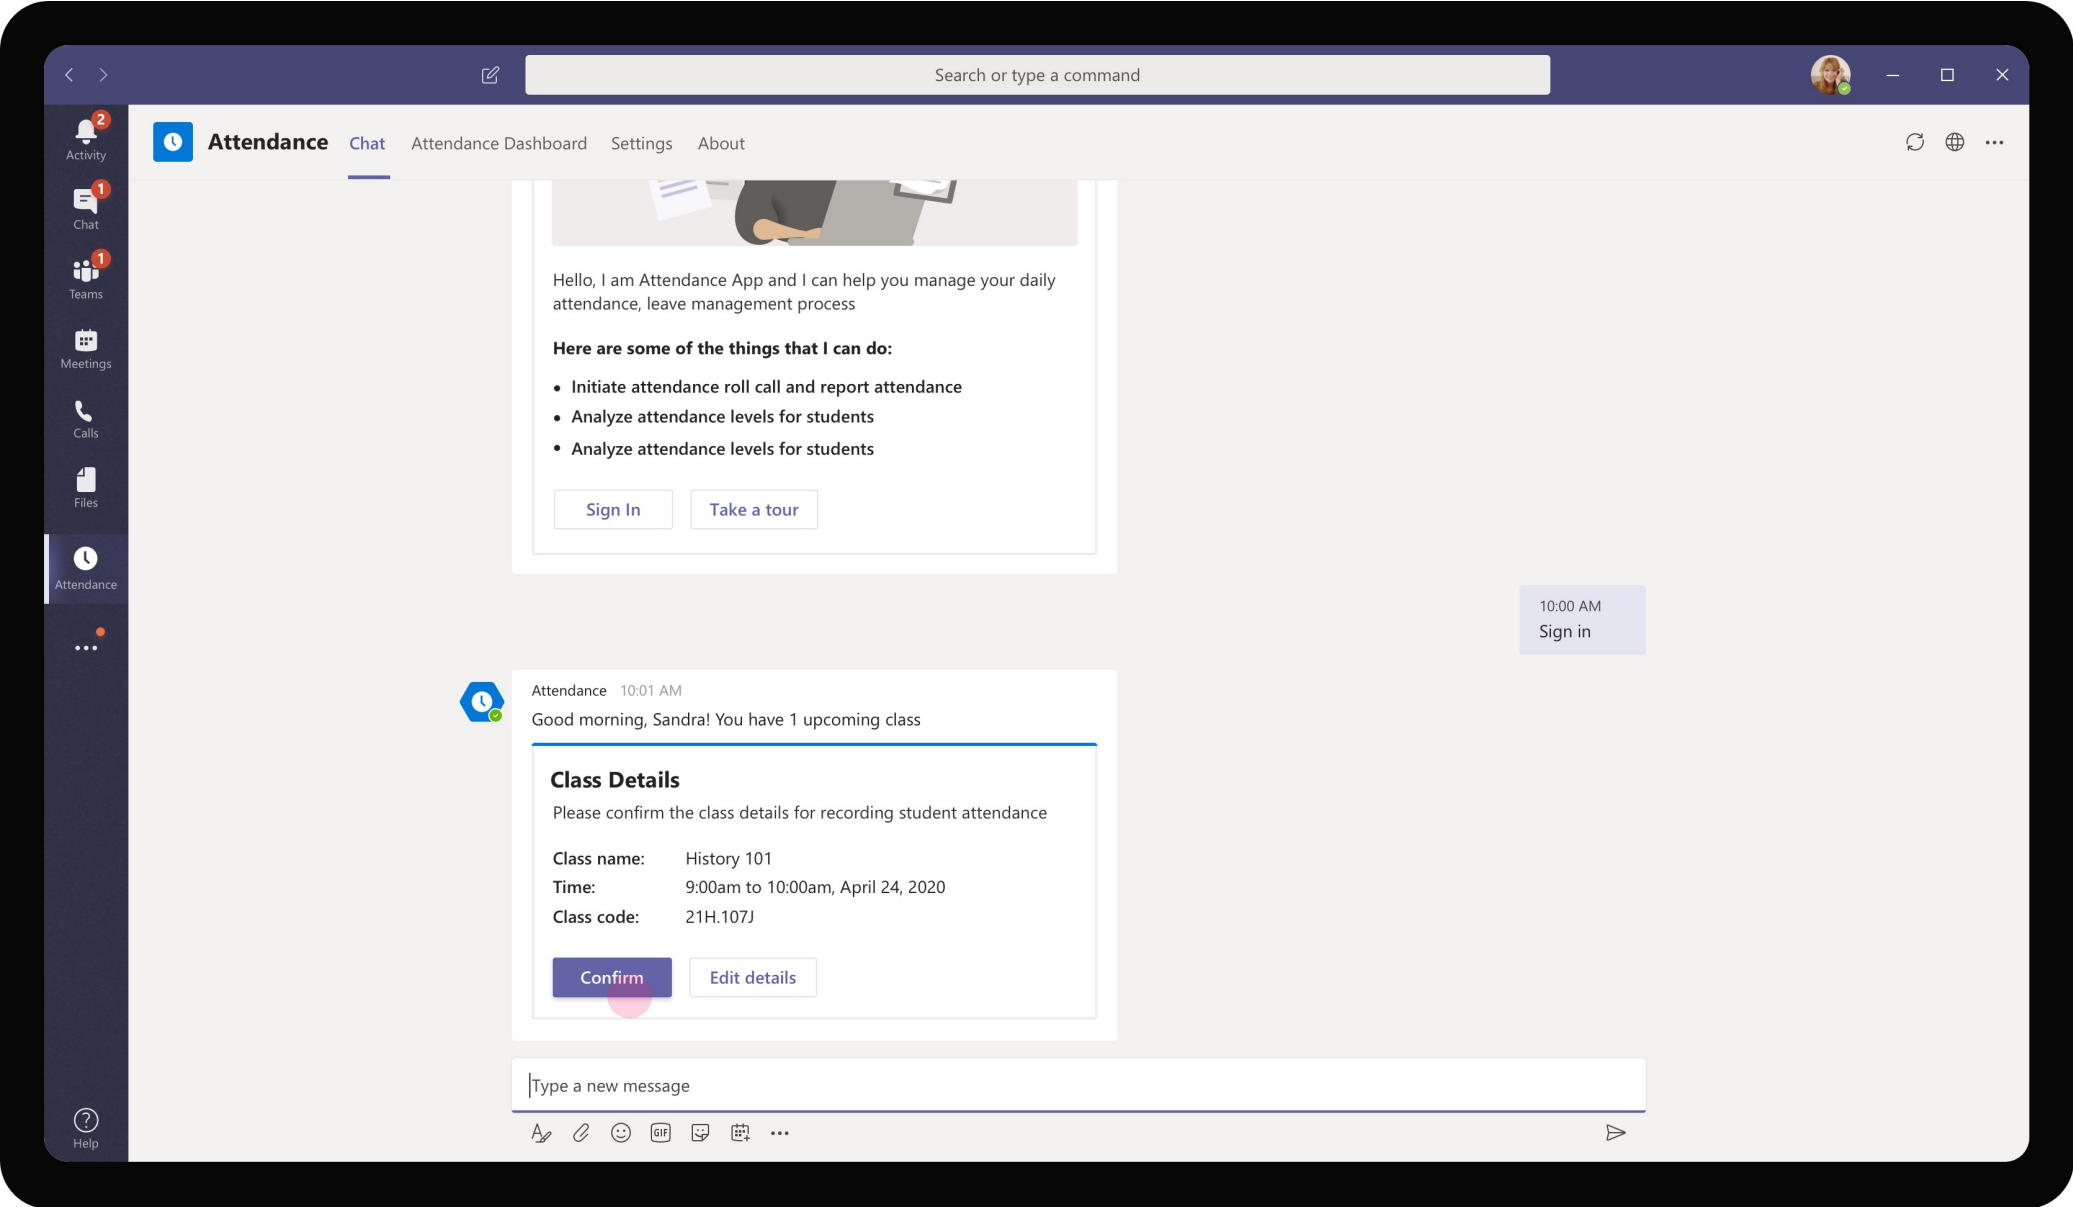 Search or type a command
2
Activity
1
Chat
1
Teams
Meetings
Calls
Files
Attendance
Help
Attendance Chat Attendance Dashboard Settings About
Hello, I am Attendance App and I can help you manage your daily
attendance, leave management process
Here are some of the things that I can do:
• Initiate attendance roll call and report attendance
• Analyze attendance levels for students
• Analyze attendance levels for students
Sign In Take a tour
10:00 AM
Sign in
Attendance 10:01 AM
Good morning, Sandra! You have 1 upcoming class
Class Details
Please confirm the class details for recording student attendance
Class name: History 101
Time: 9:00am to 10:00am, April 24, 2020
Class code: 21H.107J
Confirm Edit details
Type a new message
GIF